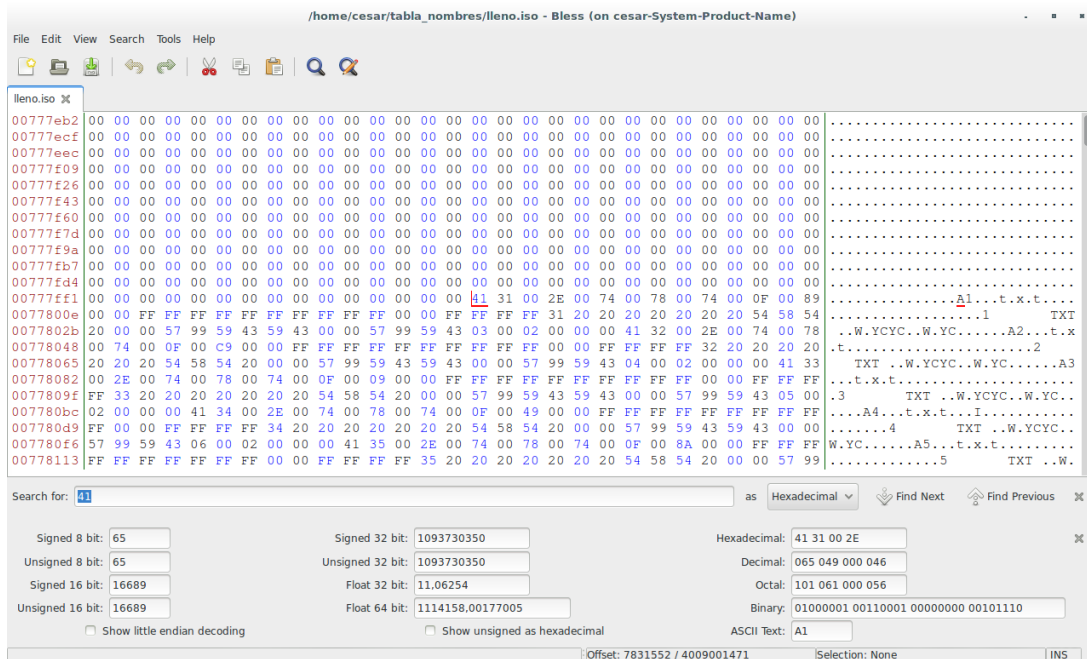 /home/cesar/tabla_nombres/lleno.iso - Bless (on cesar-System-Product-Name)
File Edit View Search Tools Help
lleno.iso
00777eb2 00 00 00 00 00 00 00 00 00 00 00 00 00 00 00 00 00 00 00 00 00 00 00 00 00 00 00 00 00 .............................
00777ecf 00 00 00 00 00 00 00 00 00 00 00 00 00 00 00 00 00 00 00 00 00 00 00 00 00 00 00 00 00 .............................
00777eec 00 00 00 00 00 00 00 00 00 00 00 00 00 00 00 00 00 00 00 00 00 00 00 00 00 00 00 00 00 .............................
00777f09 00 00 00 00 00 00 00 00 00 00 00 00 00 00 00 00 00 00 00 00 00 00 00 00 00 00 00 00 00 .............................
00777f26 00 00 00 00 00 00 00 00 00 00 00 00 00 00 00 00 00 00 00 00 00 00 00 00 00 00 00 00 00 .............................
00777f43 00 00 00 00 00 00 00 00 00 00 00 00 00 00 00 00 00 00 00 00 00 00 00 00 00 00 00 00 00 .............................
00777f60 00 00 00 00 00 00 00 00 00 00 00 00 00 00 00 00 00 00 00 00 00 00 00 00 00 00 00 00 00 .............................
00777f7d 00 00 00 00 00 00 00 00 00 00 00 00 00 00 00 00 00 00 00 00 00 00 00 00 00 00 00 00 00 .............................
00777f9a 00 00 00 00 00 00 00 00 00 00 00 00 00 00 00 00 00 00 00 00 00 00 00 00 00 00 00 00 00 .............................
00777fb7 00 00 00 00 00 00 00 00 00 00 00 00 00 00 00 00 00 00 00 00 00 00 00 00 00 00 00 00 00 .............................
00777fd4 00 00 00 00 00 00 00 00 00 00 00 00 00 00 00 00 00 00 00 00 00 00 00 00 00 00 00 00 00 .............................
00777ff1 00 00 00 00 00 00 00 00 00 00 00 00 00 00 00 41 31 00 2E 00 74 00 78 00 74 00 0F 00 89 ...............A1...t.x.t....
0077800e 00 00 FF FF FF FF FF FF FF FF FF FF 00 00 FF FF FF FF 31 20 20 20 20 20 20 20 54 58 54 ..................1       TXT
0077802b 20 00 00 57 99 59 43 59 43 00 00 57 99 59 43 03 00 02 00 00 00 41 32 00 2E 00 74 00 78  ..W.YCYC..W.YC......A2...t.x
00778048 00 74 00 0F 00 C9 00 00 FF FF FF FF FF FF FF FF FF FF 00 00 FF FF FF FF 32 20 20 20 20 .t......................2
00778065 20 20 20 54 58 54 20 00 00 57 99 59 43 59 43 00 00 57 99 59 43 04 00 02 00 00 00 41 33    TXT ..W.YCYC..W.YC......A3
00778082 00 2E 00 74 00 78 00 74 00 0F 00 09 00 00 FF FF FF FF FF FF FF FF FF FF 00 00 FF FF FF ...t.x.t.....................
0077809f FF 33 20 20 20 20 20 20 20 54 58 54 20 00 00 57 99 59 43 59 43 00 00 57 99 59 43 05 00 .3       TXT ..W.YCYC..W.YC..
007780bc 02 00 00 00 41 34 00 2E 00 74 00 78 00 74 00 0F 00 49 00 00 FF FF FF FF FF FF FF FF FF ....A4...t.x.t...I...........
007780d9 FF 00 00 FF FF FF FF 34 20 20 20 20 20 20 20 54 58 54 20 00 00 57 99 59 43 59 43 00 00 .......4       TXT ..W.YCYC..
007780f6 57 99 59 43 06 00 02 00 00 00 41 35 00 2E 00 74 00 78 00 74 00 0F 00 8A 00 00 FF FF FF W.YC......A5...t.x.t.........
00778113 FF FF FF FF FF FF FF 00 00 FF FF FF FF 35 20 20 20 20 20 20 20 54 58 54 20 00 00 57 99 .............5       TXT ..W.
Search for: 41 as Hexadecimal Find Next Find Previous
Signed 8 bit: 65 Signed 32 bit: 1093730350 Hexadecimal: 41 31 00 2E
Unsigned 8 bit: 65 Unsigned 32 bit: 1093730350 Decimal: 065 049 000 046
Signed 16 bit: 16689 Float 32 bit: 11,06254 Octal: 101 061 000 056
Unsigned 16 bit: 16689 Float 64 bit: 1114158,00177005 Binary: 01000001 00110001 00000000 00101110
Show little endian decoding Show unsigned as hexadecimal ASCII Text: A1
Offset: 7831552 / 4009001471 Selection: None INS